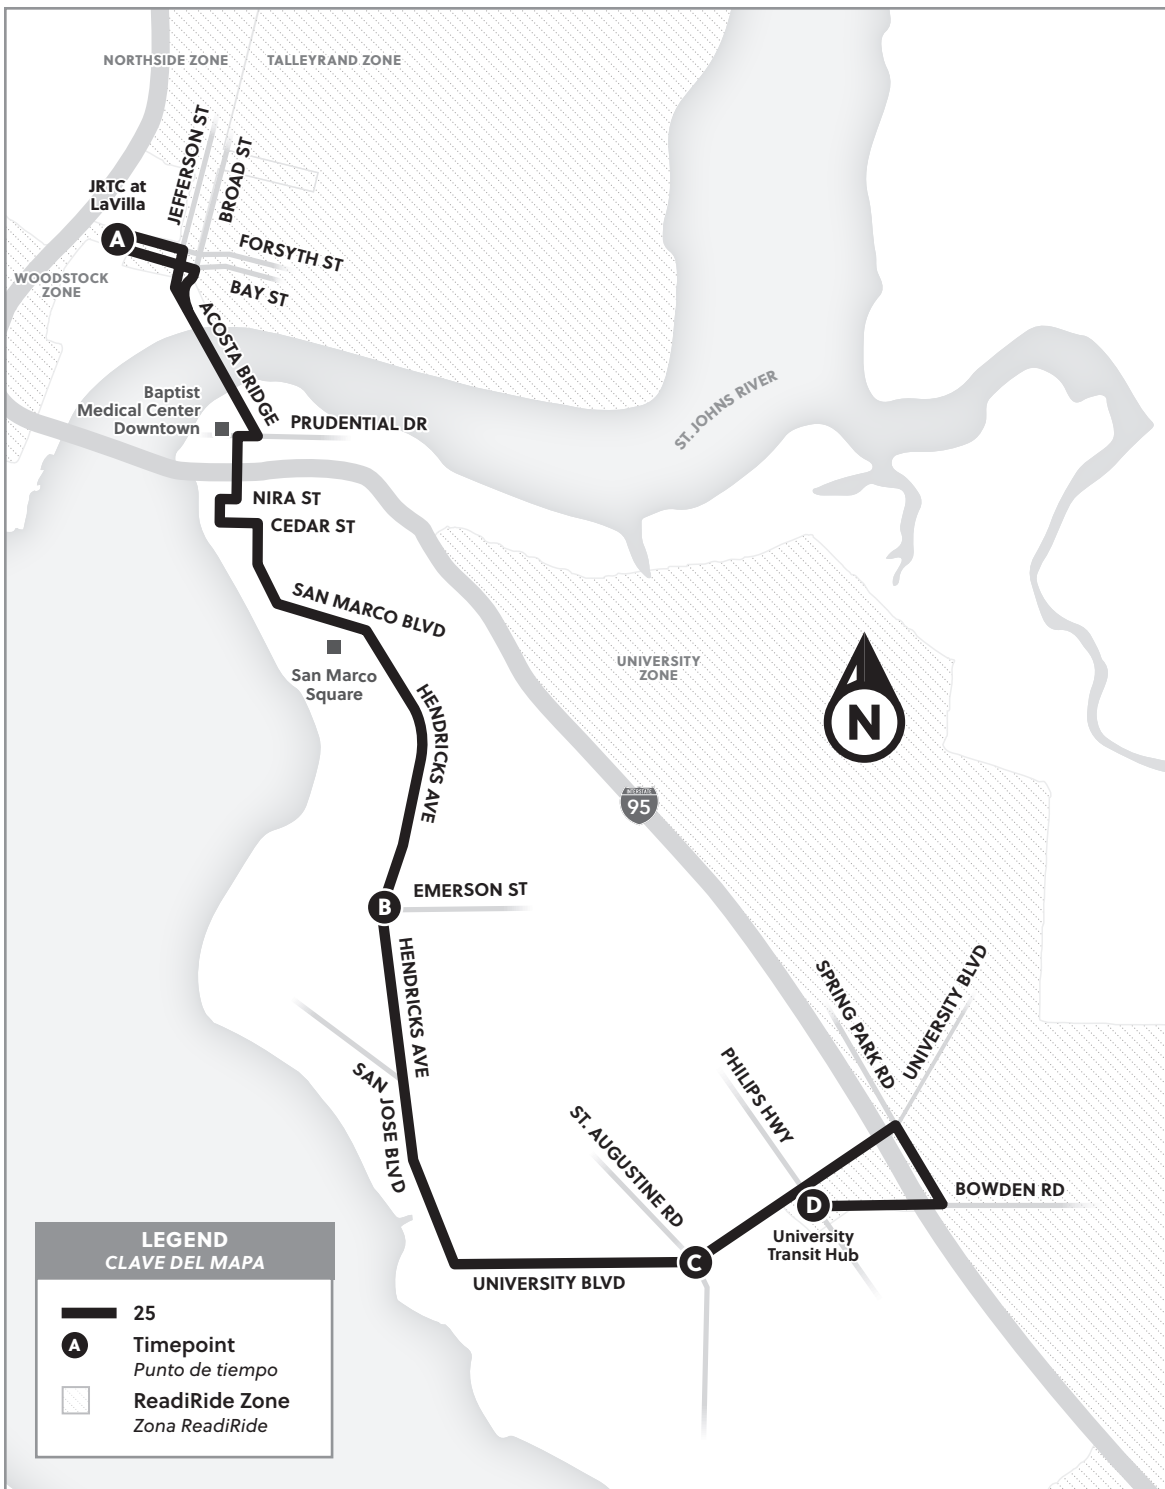 NORTHSIDE ZONE
TALLEYRAND ZONE
JEFFERSON ST
BROAD ST
JRTC at
LaVilla
A
FORSYTH ST
BAY ST
WOODSTOCK
ZONE
ACOSTA BRIDGE
Baptist
Medical Center
Downtown
PRUDENTIAL DR
ST. JOHNS RIVER
NIRA ST
CEDAR ST
SAN MARCO BLVD
San Marco
Square
UNIVERSITY
ZONE
N
HENDRICKS AVE
INTERSTATE
95
B
EMERSON ST
HENDRICKS AVE
SAN JOSE BLVD
SPRING PARK RD
UNIVERSITY BLVD
PHILIPS HWY
ST. AUGUSTINE RD
BOWDEN RD
D
University
Transit Hub
C
UNIVERSITY BLVD
LEGEND
CLAVE DEL MAPA
25
A
Timepoint
Punto de tiempo
ReadiRide Zone
Zona ReadiRide